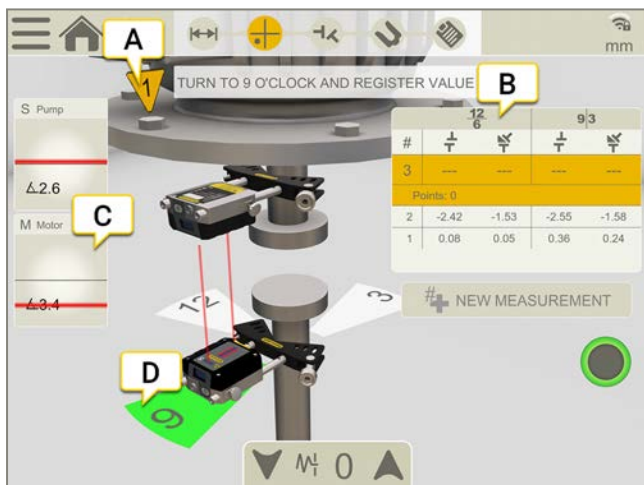 mm
A
1
TURN TO 9 O'CLOCK AND REGISTER VALUE
B
S Pump
2.6
M Motor
3.4
C
12
6
9 3
#
3 --- --- --- ---
Points: 0
2 -2.42 -1.53 -2.55 -1.58
1 0.08 0.05 0.36 0.24
# NEW MEASUREMENT
12
3
D
9
0